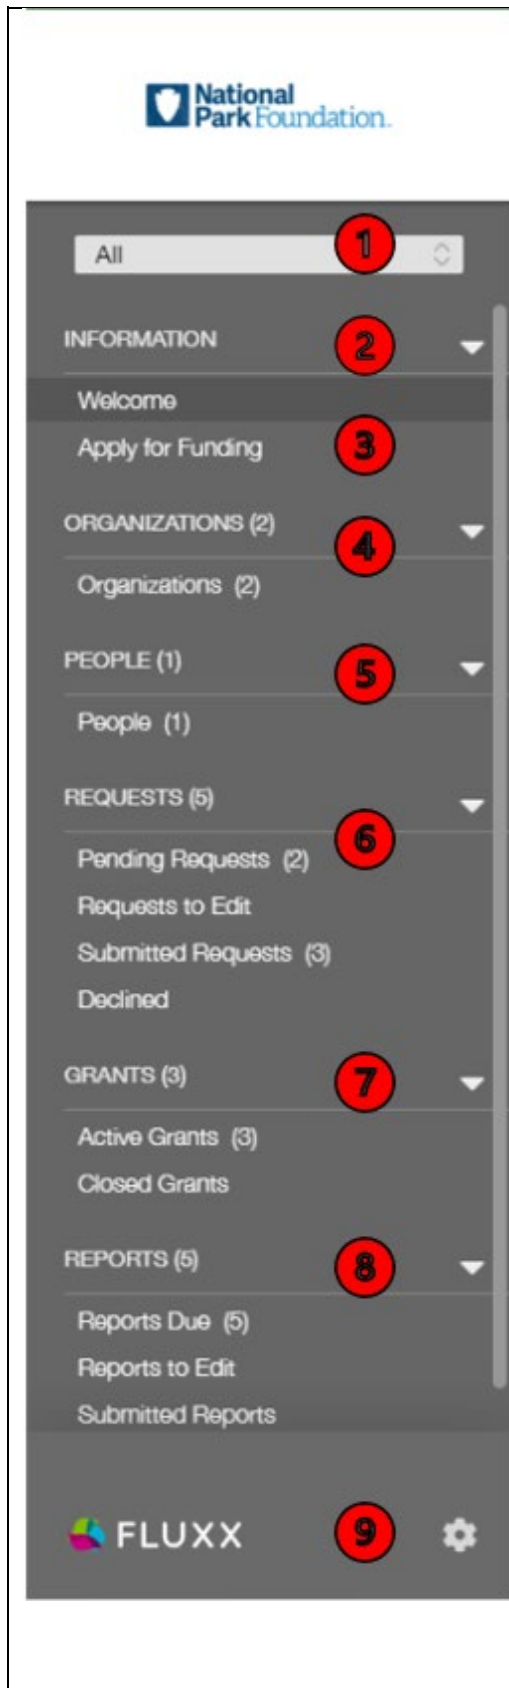 National
Park Foundation.
All 1
INFORMATION 2
Welcome
Apply for Funding 3
ORGANIZATIONS (2) 4
Organizations (2)
PEOPLE (1) 5
People (1)
REQUESTS (5)
6
Pending Requests (2)
Requests to Edit
Submitted Requests (3)
Declined
GRANTS (3) 7
Active Grants (3)
Closed Grants
REPORTS (5) 8
Reports Due (5)
Reports to Edit
Submitted Reports
FLUXX 9